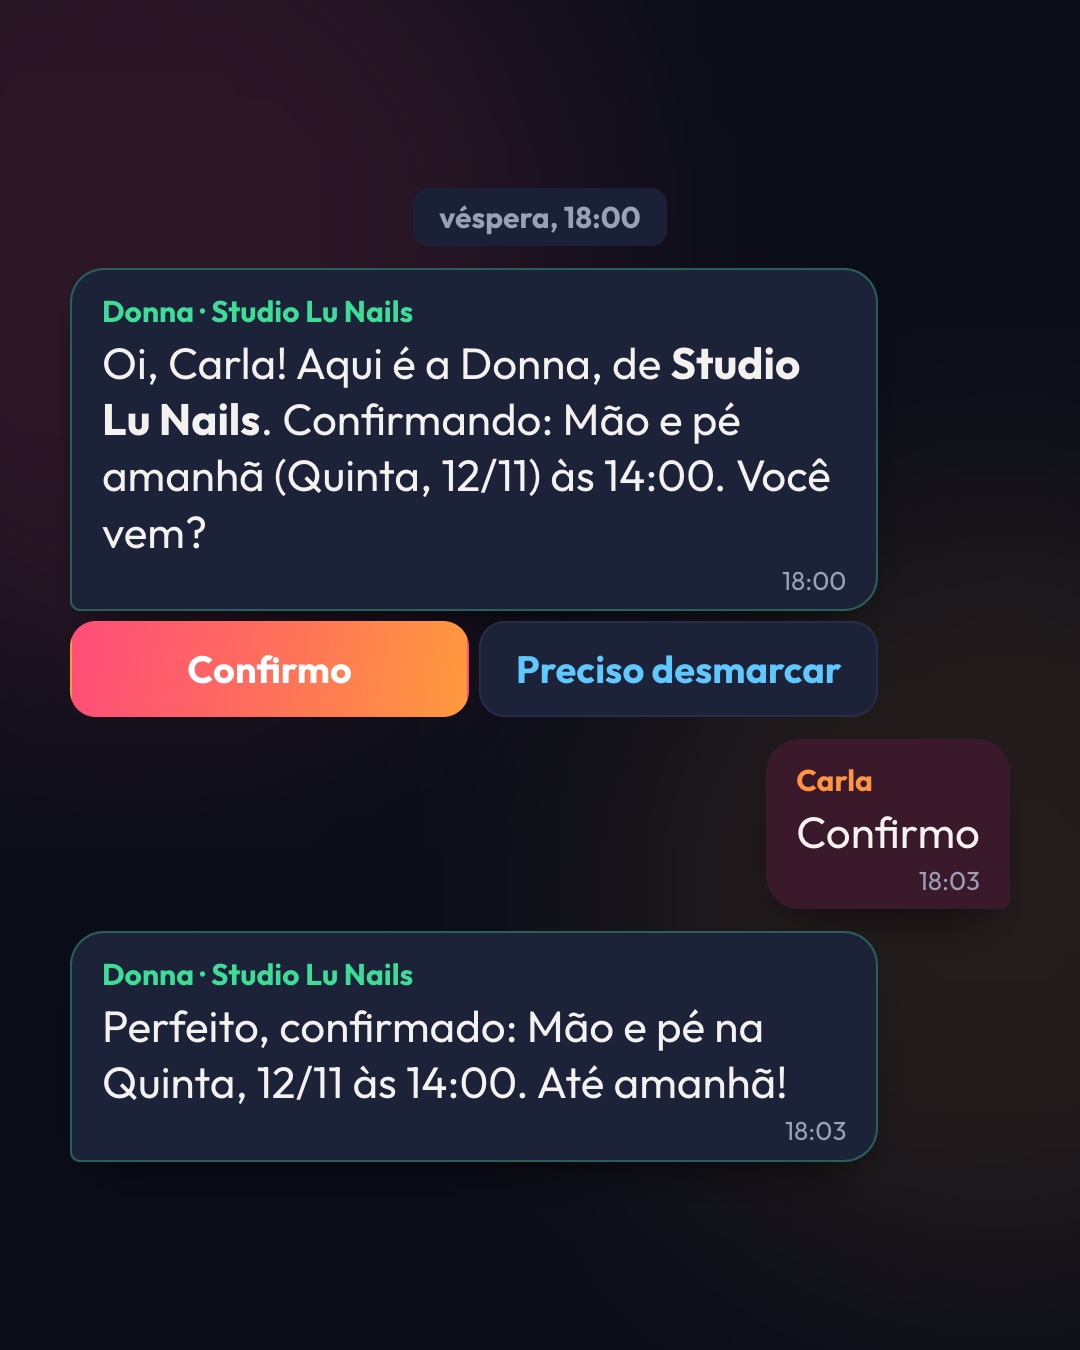 véspera, 18:00
Donna · Studio Lu Nails
Oi, Carla! Aqui é a Donna, de Studio
Lu Nails. Confirmando: Mão e pé
amanhã (Quinta, 12/11) às 14:00. Você
vem?
18:00
Confirmo
Preciso desmarcar
Carla
Confirmo
18:03
Donna · Studio Lu Nails
Perfeito, confirmado: Mão e pé na
Quinta, 12/11 às 14:00. Até amanhã!
18:03